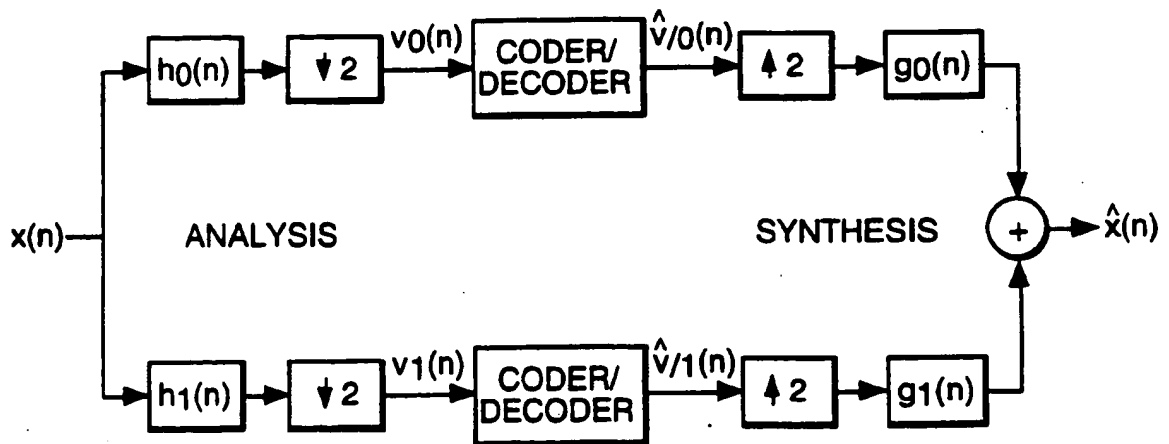 h0(n)
↓2
v0(n)
CODER/
DECODER
v̂/0(n)
↑2
g0(n)
x(n)
ANALYSIS
SYNTHESIS
+
x̂(n)
h1(n)
↓2
v1(n)
CODER/
DECODER
v̂/1(n)
↑2
g1(n)